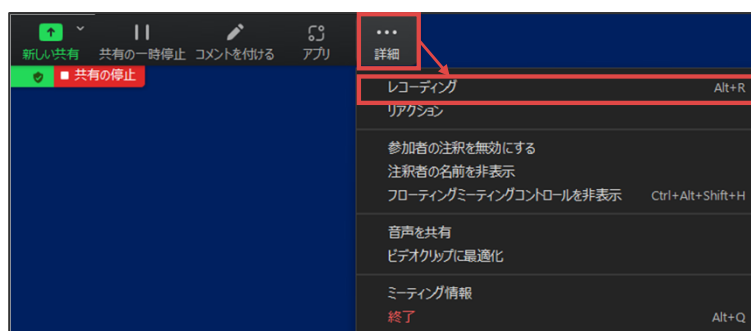 新しい共有 共有の一時停止 コメントを付ける アプリ 詳細
共有の停止
レコーディング Alt+R
リアクション
参加者の注釈を無効にする
注釈者の名前を非表示
フローティングミーティングコントロールを非表示 Ctrl+Alt+Shift+H
音声を共有
ビデオクリップに最適化
ミーティング情報
終了 Alt+Q